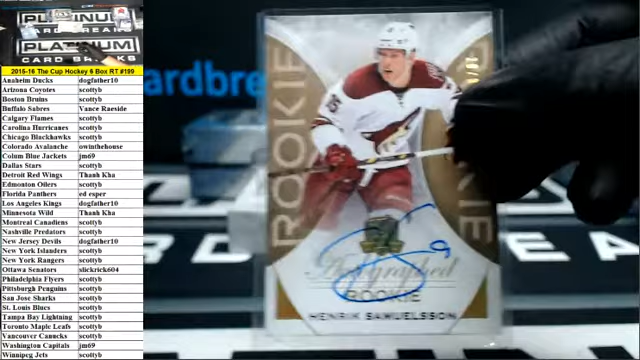 PLATINUM
CARD BREAKS
PLATINUM
CARD BREAKS
2015-16 The Cup Hockey 6 Box RT #199
Anaheim Ducks dogfather10
Arizona Coyotes scottyb
Boston Bruins scottyb
Buffalo Sabres Vance Raeside
Calgary Flames scottyb
Carolina Hurricanes scottyb
Chicago Blackhawks scottyb
Colorado Avalanche owinthehouse
Colum Blue Jackets jm69
Dallas Stars scottyb
Detroit Red Wings Thanh Kha
Edmonton Oilers scottyb
Florida Panthers ed esper
Los Angeles Kings dogfather10
Minnesota Wild Thanh Kha
Montreal Canadiens scottyb
Nashville Predators scottyb
New Jersey Devils dogfather10
New York Islanders scottyb
New York Rangers scottyb
Ottawa Senators slickrick604
Philadelphia Flyers scottyb
Pittsburgh Penguins scottyb
San Jose Sharks scottyb
St. Louis Blues scottyb
Tampa Bay Lightning scottyb
Toronto Maple Leafs scottyb
Vancouver Canucks scottyb
Washington Capitals jm69
Winnipeg Jets scottyb
ardbre
ROOKIE
Autographed
ROOKIE
HENRIK SAMUELSSON